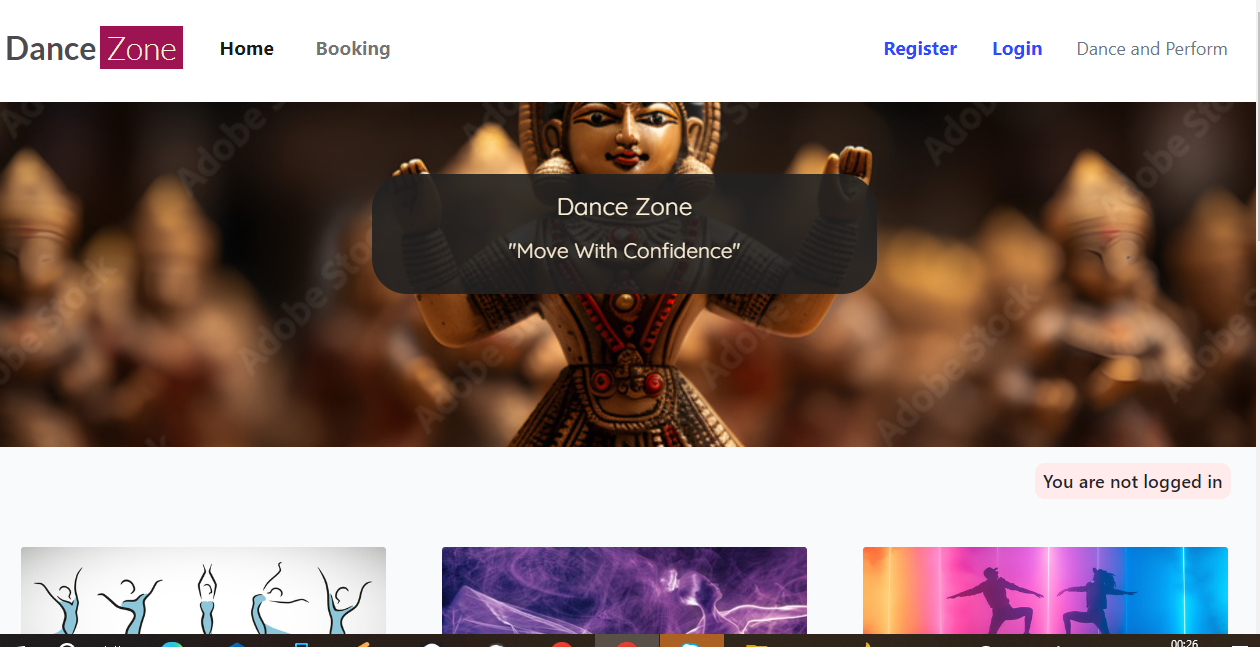 Dance Zone
Home
Booking
Register
Login
Dance and Perform
Dance Zone
"Move With Confidence"
Adobe Stock
You are not logged in
00:26